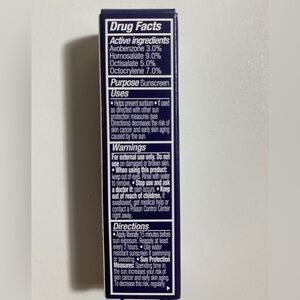 Drug Facts
Active ingredients
Avobenzone 3.0%
Homosalate 9.0%
Octisalate 5.0%
Octocrylene 7.0%
Purpose Sunscreen
Uses
• Helps prevent sunburn • If used
as directed with other sun
protection measures (see
Directions) decreases the risk of
skin cancer and early skin aging
caused by the sun.
Warnings
For external use only. Do not
use on damaged or broken skin.
• When using this product:
keep out of eyes. Rinse with water
to remove. • Stop use and ask
a doctor if rash occurs. • Keep
out of reach of children. If
swallowed, get medical help or
contact a Poison Control Center
right away.
Directions
• Apply liberally 15 minutes before
sun exposure. Reapply at least
every 2 hours. • Use water
resistant sunscreen if swimming
or sweating. • Sun Protection
Measures: Spending time in
the sun increases your risk of
skin cancer and early skin aging.
To decrease this risk, regularly